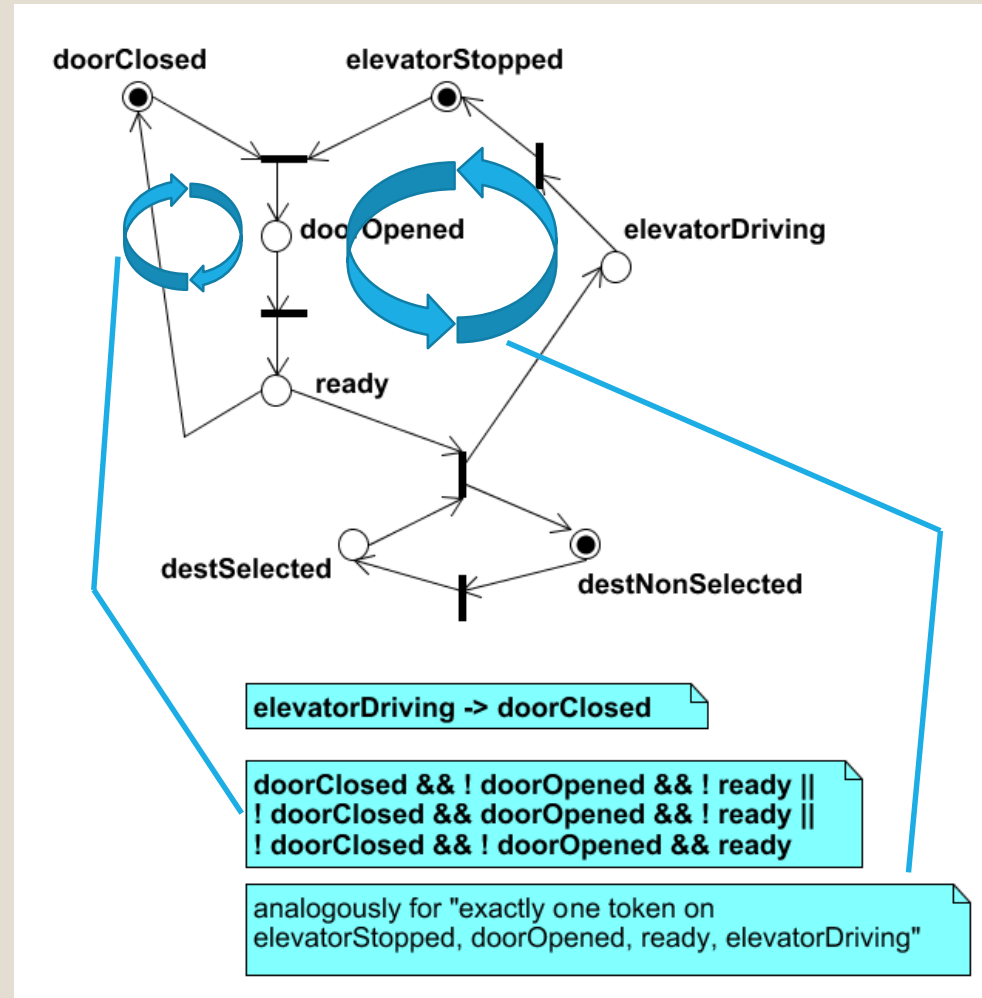 doorClosed
elevatorStopped
doorOpened
elevatorDriving
ready
destSelected
destNonSelected
elevatorDriving -> doorClosed
doorClosed && ! doorOpened && ! ready ||
! doorClosed && doorOpened && ! ready ||
! doorClosed && ! doorOpened && ready
analogously for "exactly one token on
elevatorStopped, doorOpened, ready, elevatorDriving"